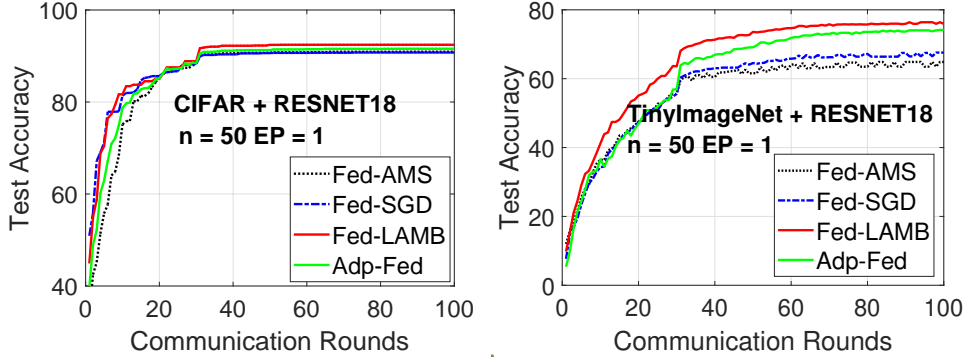 100
80
60
40
0
20
40
60
80
100
Test Accuracy
Communication Rounds
CIFAR + RESNET18
n = 50 EP = 1
Fed-AMS
Fed-SGD
Fed-LAMB
Adp-Fed
80
60
40
20
0
0
20
40
60
80
100
Test Accuracy
Communication Rounds
TinyImageNet + RESNET18
n = 50 EP = 1
Fed-AMS
Fed-SGD
Fed-LAMB
Adp-Fed